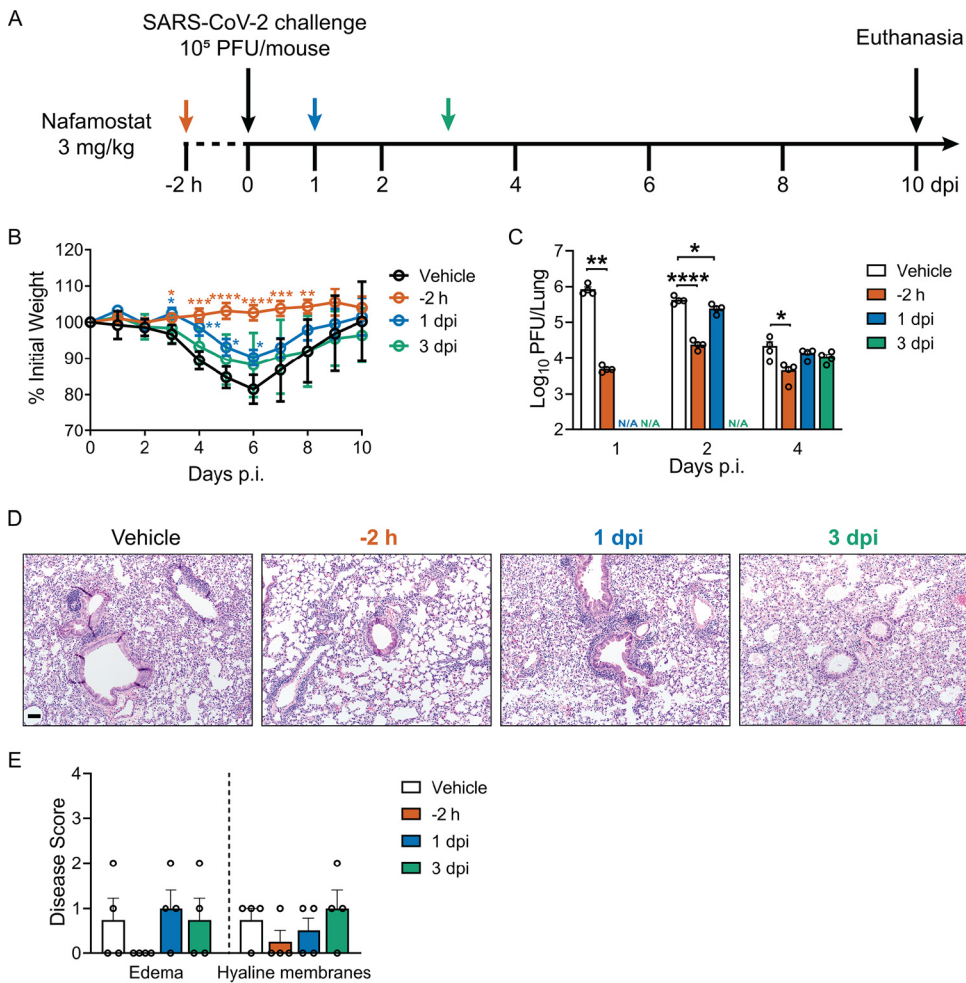 A
SARS-CoV-2 challenge
10⁵ PFU/mouse
Euthanasia
Nafamostat
3 mg/kg
-2 h 0 1 2 4 6 8 10 dpi
B
120
110
100
90
80
70
% Initial Weight
0 2 4 6 8 10
Days p.i.
* * *** **** **** *** **
** * *
Vehicle
-2 h
1 dpi
3 dpi
C
7
6
5
4
3
2
Log₁₀ PFU/Lung
** **** * *
N/A N/A N/A
1 2 4
Days p.i.
Vehicle
-2 h
1 dpi
3 dpi
D
Vehicle -2 h 1 dpi 3 dpi
E
4
3
2
1
0
Disease Score
Edema Hyaline membranes
Vehicle
-2 h
1 dpi
3 dpi